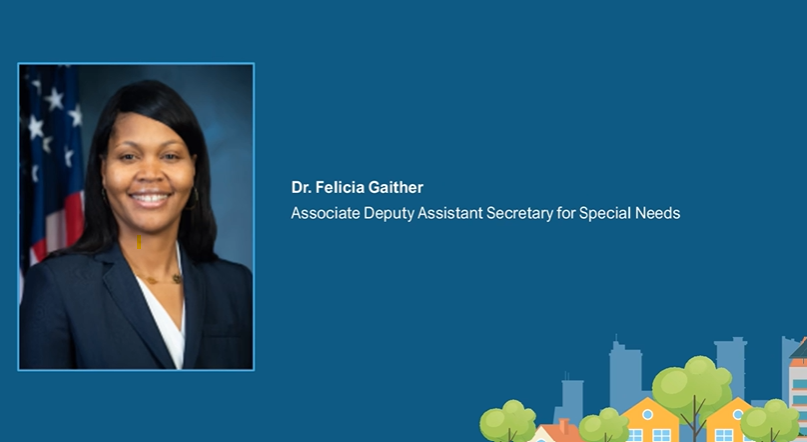 Dr. Felicia Gaither
Associate Deputy Assistant Secretary for Special Needs